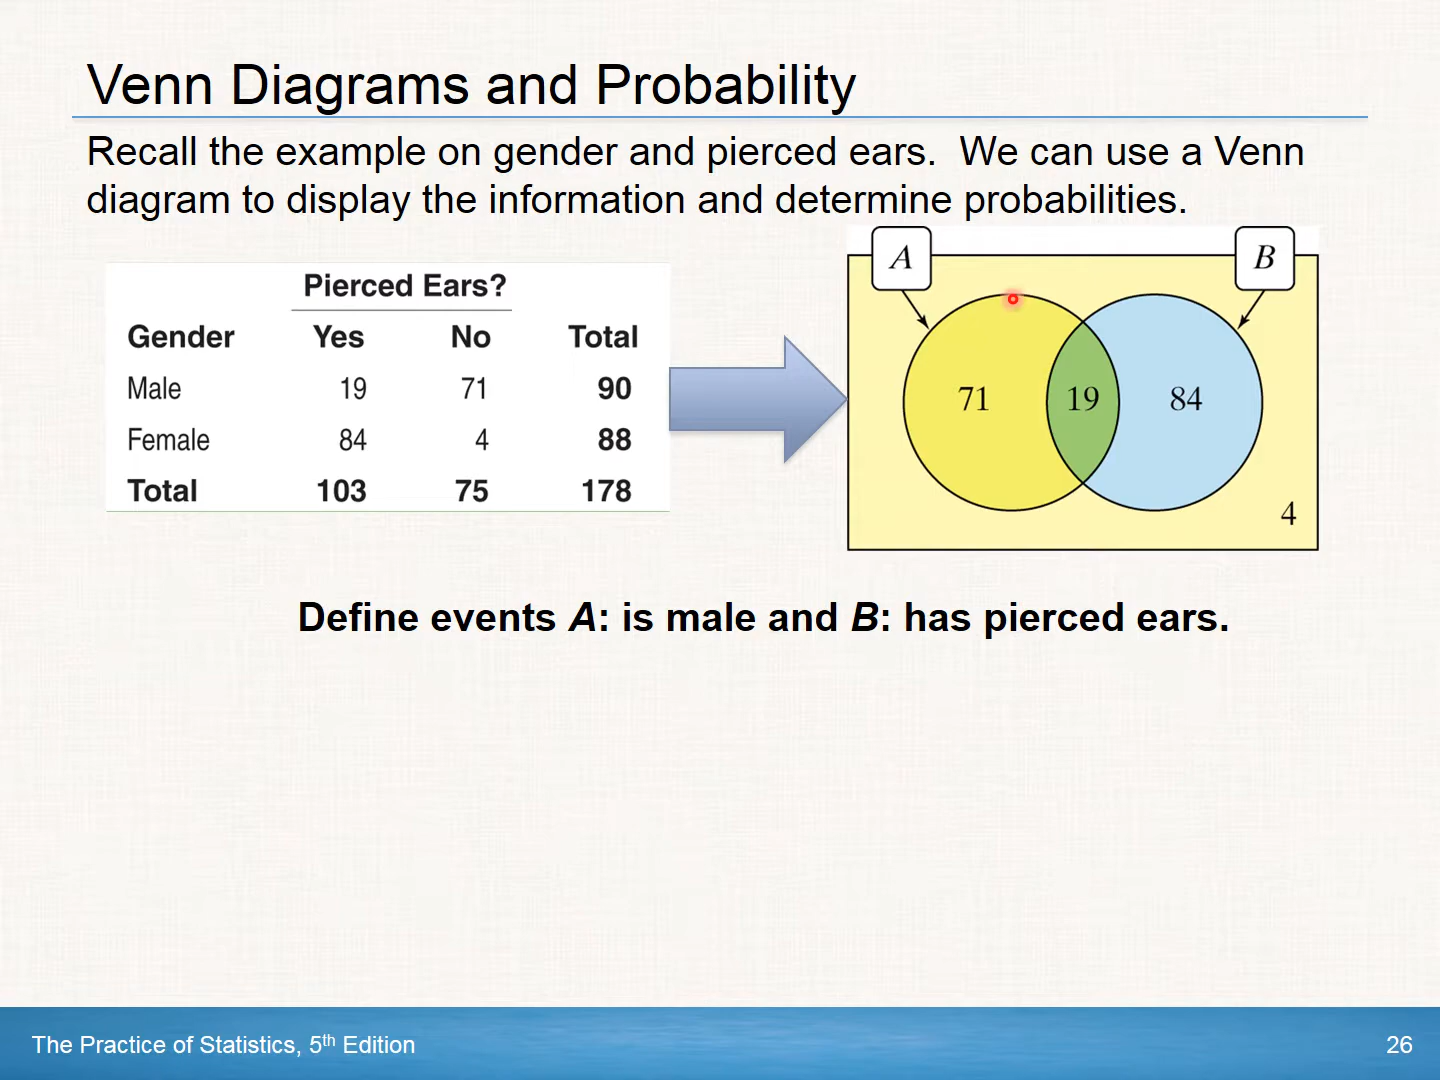 Venn Diagrams and Probability
Recall the example on gender and pierced ears.  We can use a Venn
diagram to display the information and determine probabilities.
Pierced Ears?
Gender Yes No Total
Male 19 71 90
Female 84 4 88
Total 103 75 178
A B
71 19 84
4
Define events A: is male and B: has pierced ears.
The Practice of Statistics, 5th Edition 26